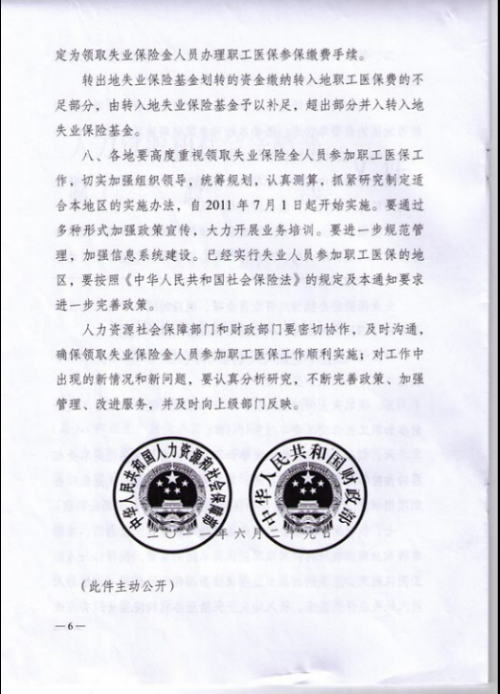 定为领取失业保险金人员办理职工医保参保缴费手续。
转出地失业保险基金划转的资金缴纳转入地职工医保费的不
足部分，由转入地失业保险基金予以补足，超出部分并入转入地
失业保险基金。
八、各地要高度重视领取失业保险金人员参加职工医保工
作，切实加强组织领导，统筹规划，认真测算，抓紧研究制定适
合本地区的实施办法，自2011年7月1日起开始实施。要通过
多种形式加强政策宣传，大力开展业务培训。要进一步规范管
理，加强信息系统建设。已经实行失业人员参加职工医保的地
区，要按照《中华人民共和国社会保险法》的规定及本通知要求
进一步完善政策。
人力资源社会保障部门和财政部门要密切协作，及时沟通，
确保领取失业保险金人员参加职工医保工作顺利实施；对工作中
出现的新情况和新问题，要认真分析研究，不断完善政策、加强
管理、改进服务，并及时向上级部门反映。
中华人民共和国人力资源和社会保障部
中华人民共和国财政部
二〇一一年六月二十九日
（此件主动公开）
—6—